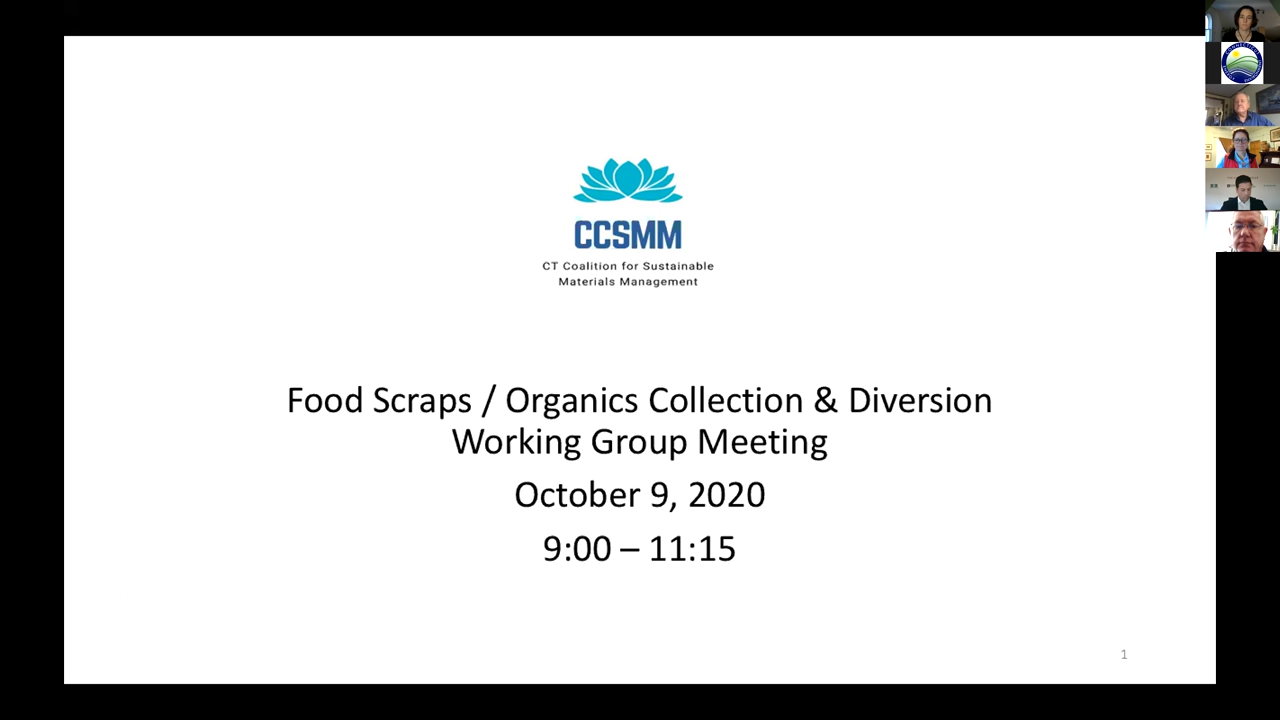 CCSMM
CT Coalition for Sustainable
Materials Management
Food Scraps / Organics Collection & Diversion
Working Group Meeting
October 9, 2020
9:00 – 11:15
1